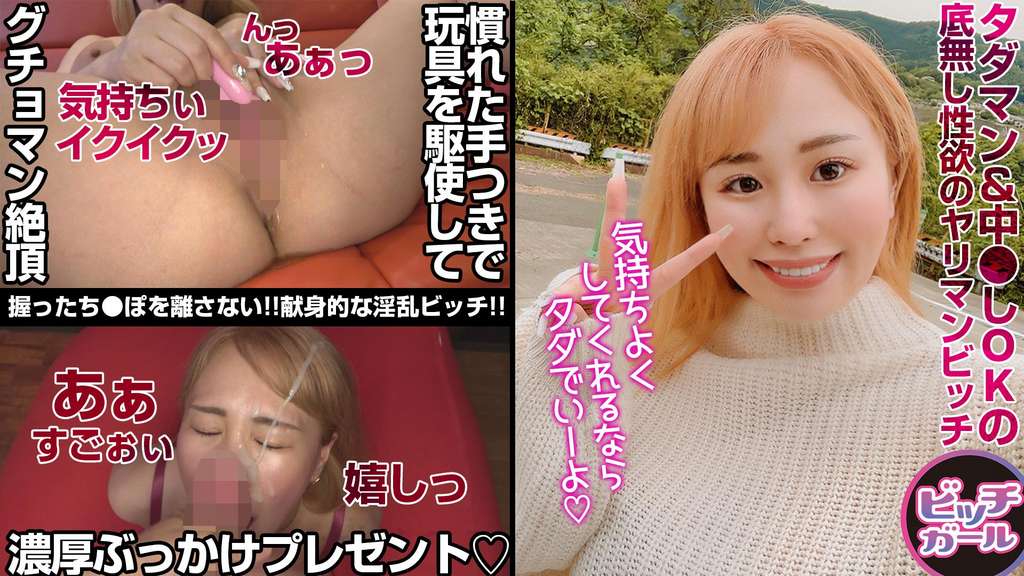 タダマン&中●しOKの
底無し性欲のヤリマンビッチ
気持ちよく
してくれるなら
タダでいーよ♡
ビッチ
ガール
慣れた手つきで
玩具を駆使して
グチョマン絶頂
んっ
あぁっ
気持ちぃ
イクイクッ
握ったち●ぽを離さない!!献身的な淫乱ビッチ!!
あぁ
すごぉい
嬉しっ
濃厚ぶっかけプレゼント♡